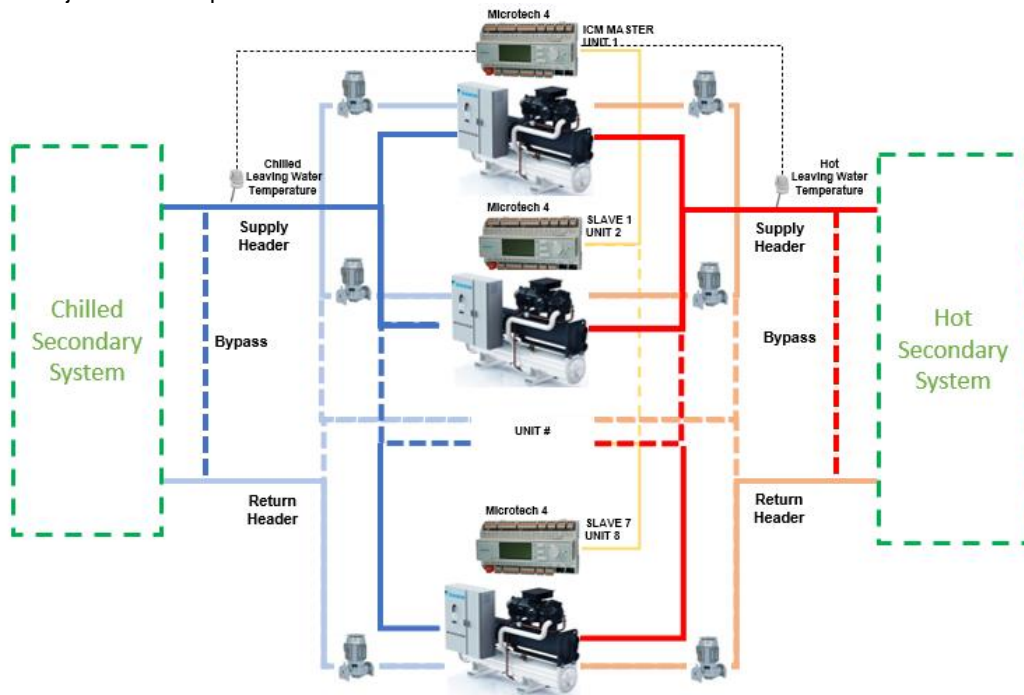 Microtech 4
ICM MASTER
UNIT 1
Chilled
Leaving Water
Temperature
Hot
Leaving Water
Temperature
Microtech 4
SLAVE 1
UNIT 2
Supply
Header
Supply
Header
Chilled
Secondary
System
Bypass
Bypass
Hot
Secondary
System
UNIT #
Return
Header
Microtech 4
SLAVE 7
UNIT 8
Return
Header